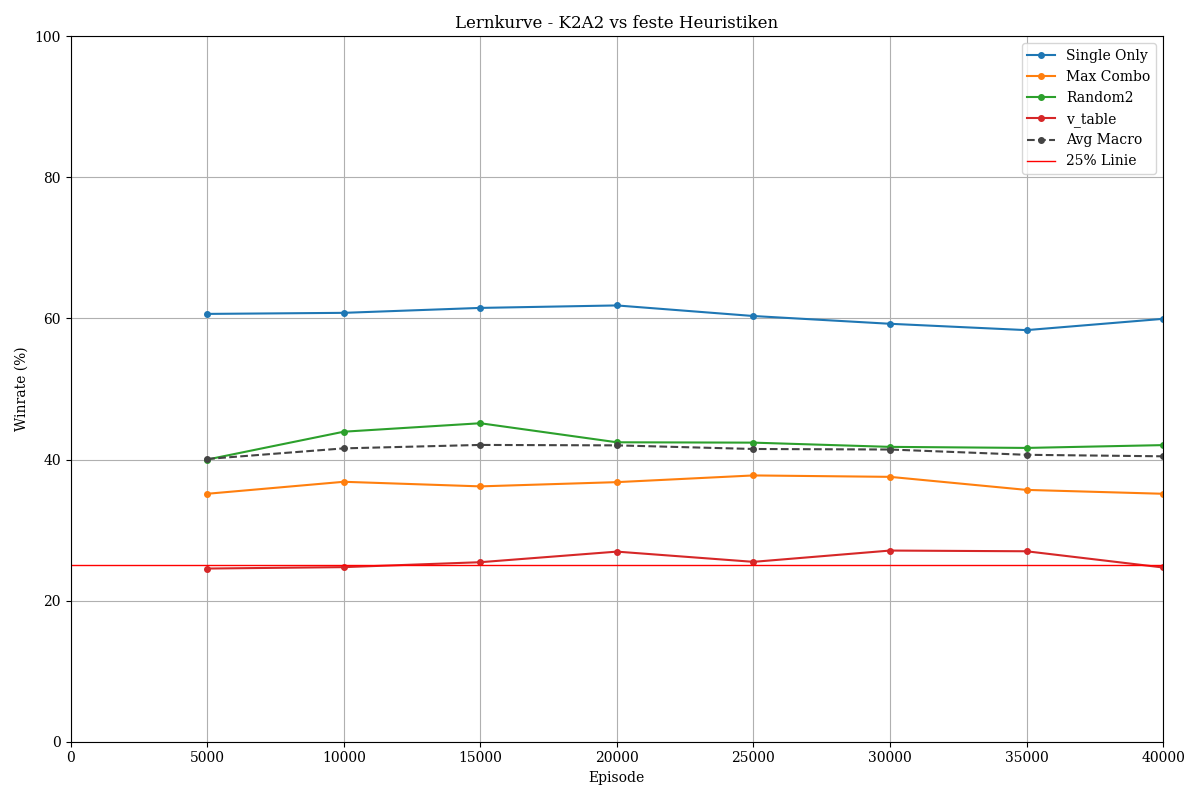 Lernkurve - K2A2 vs feste Heuristiken
100
80
60
40
20
0
Winrate (%)
Single Only
Max Combo
Random2
v_table
Avg Macro
25% Linie
0 5000 10000 15000 20000 25000 30000 35000 40000
Episode